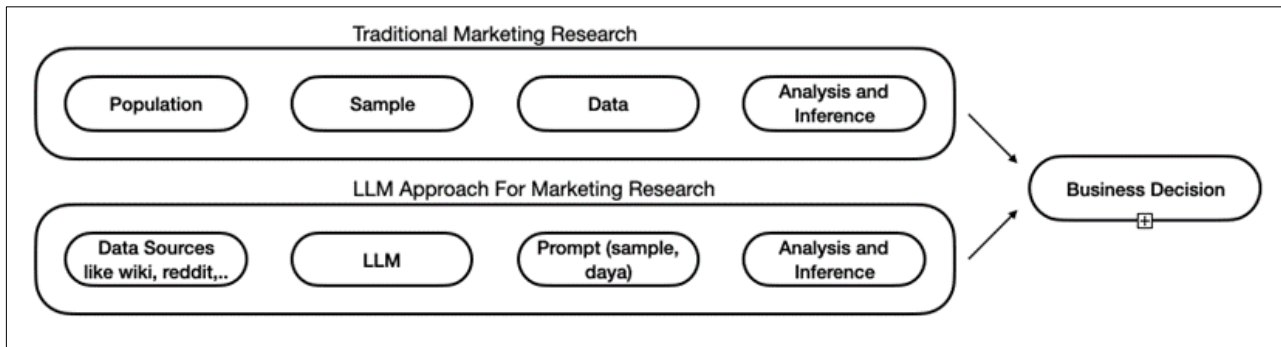 Traditional Marketing Research
Population
Sample
Data
Analysis and
Inference
Business Decision
LLM Approach For Marketing Research
Data Sources
like wiki, reddit,..
LLM
Prompt (sample,
daya)
Analysis and
Inference